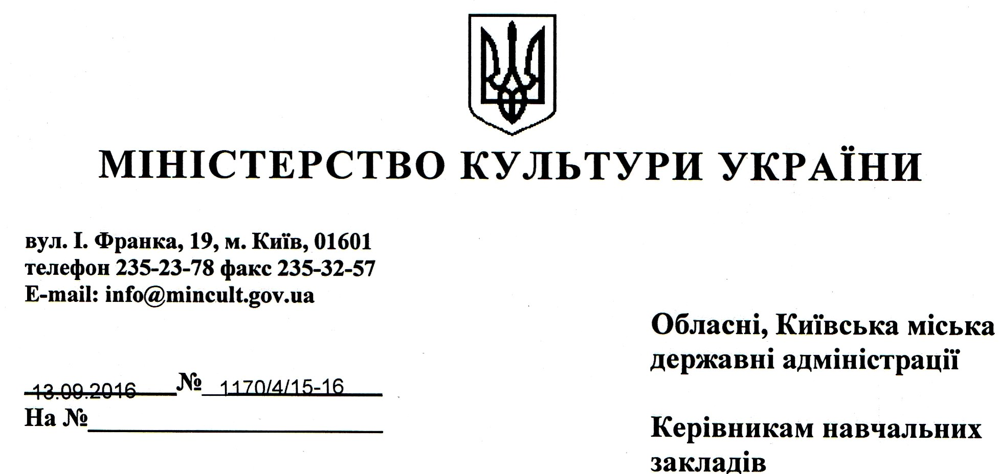 МІНІСТЕРСТВО КУЛЬТУРИ УКРАЇНИ
вул. І. Франка, 19, м. Київ, 01601
телефон 235-23-78 факс 235-32-57
E-mail: info@mincult.gov.ua
Обласні, Київська міська
державні адміністрації
13.09.2016 № 1170/4/15-16
На №
Керівникам навчальних
закладів